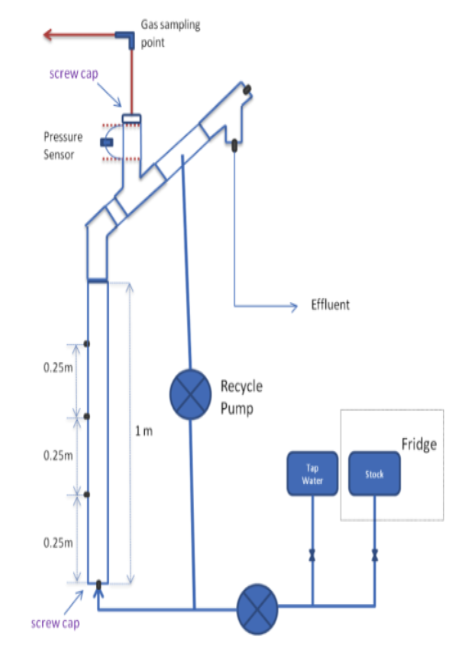 Gas sampling
point
screw cap
Pressure
Sensor
Effluent
0.25m
Recycle
Pump
1 m
Fridge
0.25m
Tap
Water
Stock
0.25m
screw cap